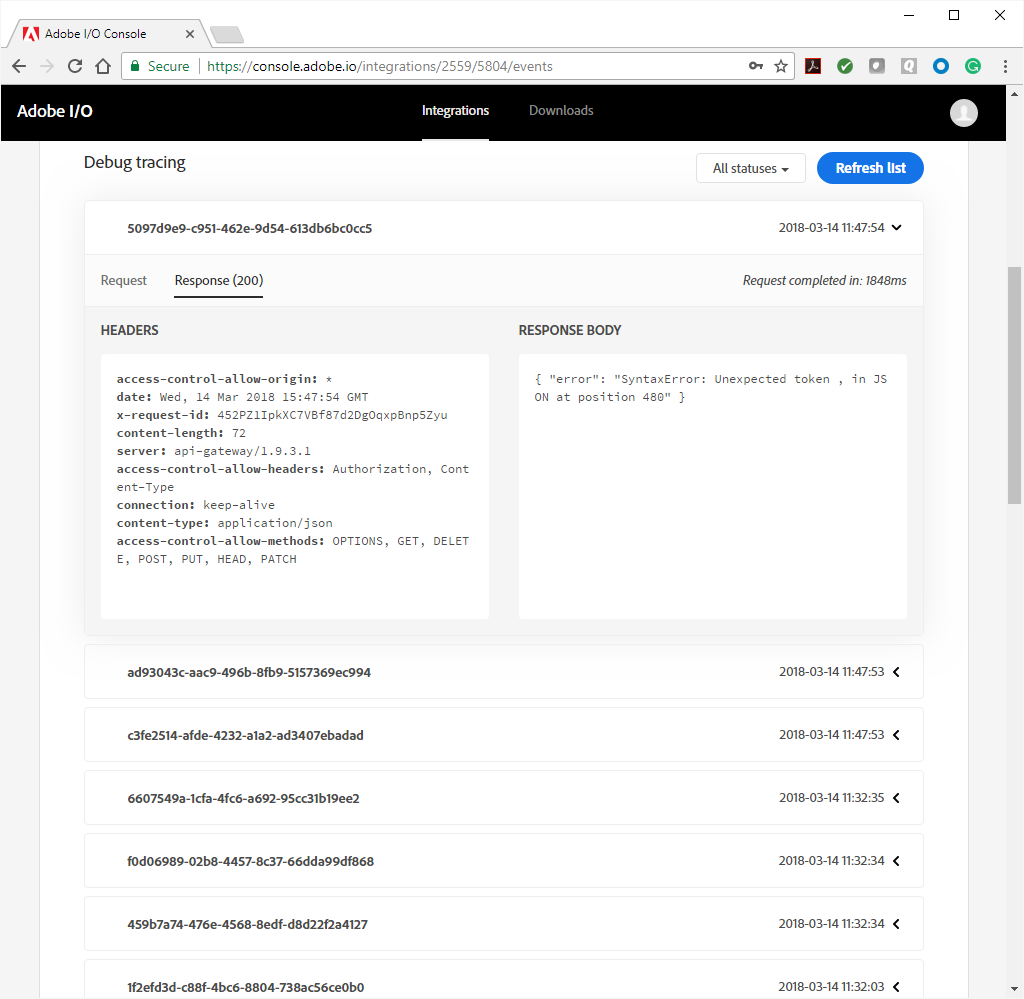 Adobe I/O Console
Secure
https://console.adobe.io/integrations/2559/5804/events
Adobe I/O
Integrations
Downloads
Debug tracing
All statuses
Refresh list
5097d9e9-c951-462e-9d54-613db6bc0cc5
2018-03-14 11:47:54
Request
Response (200)
Request completed in: 1848ms
HEADERS
access-control-allow-origin: *
date: Wed, 14 Mar 2018 15:47:54 GMT
x-request-id: 452PZ1IpkXC7VBf87d2DgOqxpBnp5Zyu
content-length: 72
server: api-gateway/1.9.3.1
access-control-allow-headers: Authorization, Cont
ent-Type
connection: keep-alive
content-type: application/json
access-control-allow-methods: OPTIONS, GET, DELET
E, POST, PUT, HEAD, PATCH
RESPONSE BODY
{ "error": "SyntaxError: Unexpected token , in JS
ON at position 480" }
ad93043c-aac9-496b-8fb9-5157369ec994
2018-03-14 11:47:53
c3fe2514-afde-4232-a1a2-ad3407ebadad
2018-03-14 11:47:53
6607549a-1cfa-4fc6-a692-95cc31b19ee2
2018-03-14 11:32:35
f0d06989-02b8-4457-8c37-66dda99df868
2018-03-14 11:32:34
459b7a74-476e-4568-8edf-d8d22f2a4127
2018-03-14 11:32:34
1f2efd3d-c88f-4bc6-8804-738ac56ce0b0
2018-03-14 11:32:03